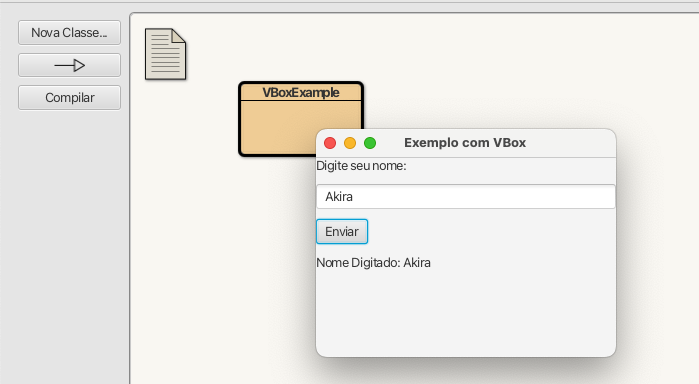 Nova Classe...
Compilar
VBoxExample
Exemplo com VBox
Digite seu nome:
Akira
Enviar
Nome Digitado: Akira